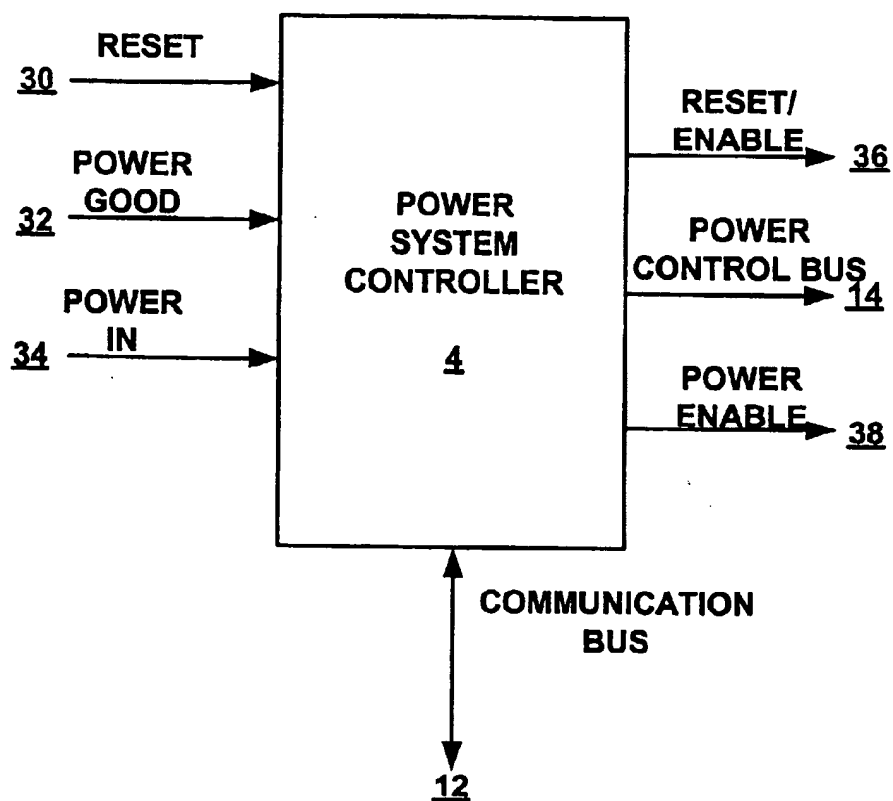 RESET
30
POWER
GOOD
32
POWER
IN
34
POWER
SYSTEM
CONTROLLER
4
RESET/
ENABLE
36
POWER
CONTROL BUS
14
POWER
ENABLE
38
COMMUNICATION
BUS
12